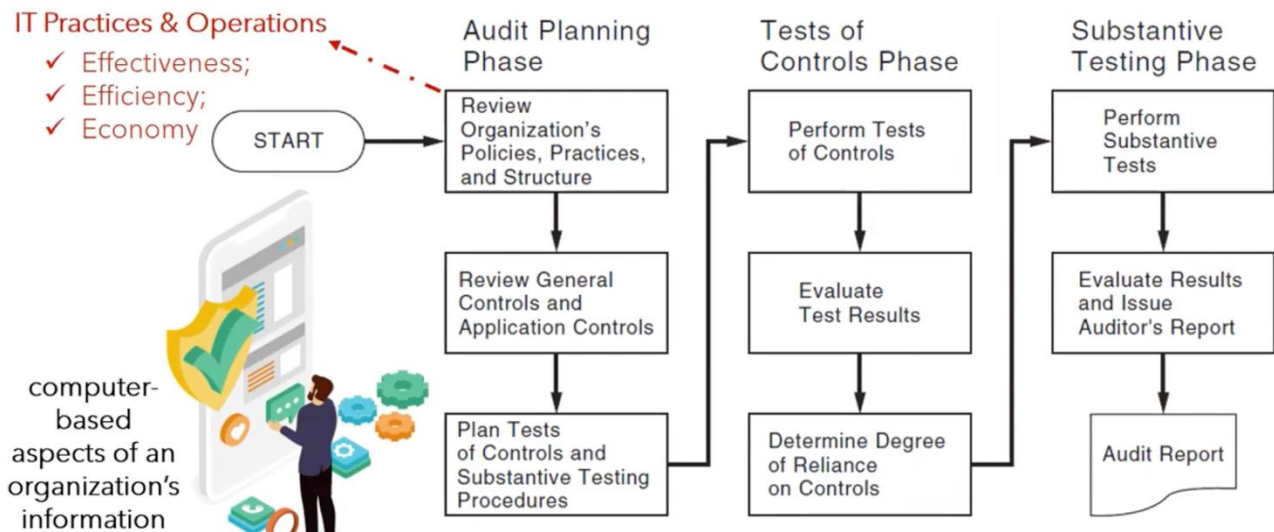 IT Practices & Operations
✓ Effectiveness;
✓ Efficiency;
✓ Economy
START
computer-
based
aspects of an
organization's
information
Audit Planning
Phase
Review
Organization's
Policies, Practices,
and Structure
Review General
Controls and
Application Controls
Plan Tests
of Controls and
Substantive Testing
Procedures
Tests of
Controls Phase
Perform Tests
of Controls
Evaluate
Test Results
Determine Degree
of Reliance
on Controls
Substantive
Testing Phase
Perform
Substantive
Tests
Evaluate Results
and Issue
Auditor's Report
Audit Report